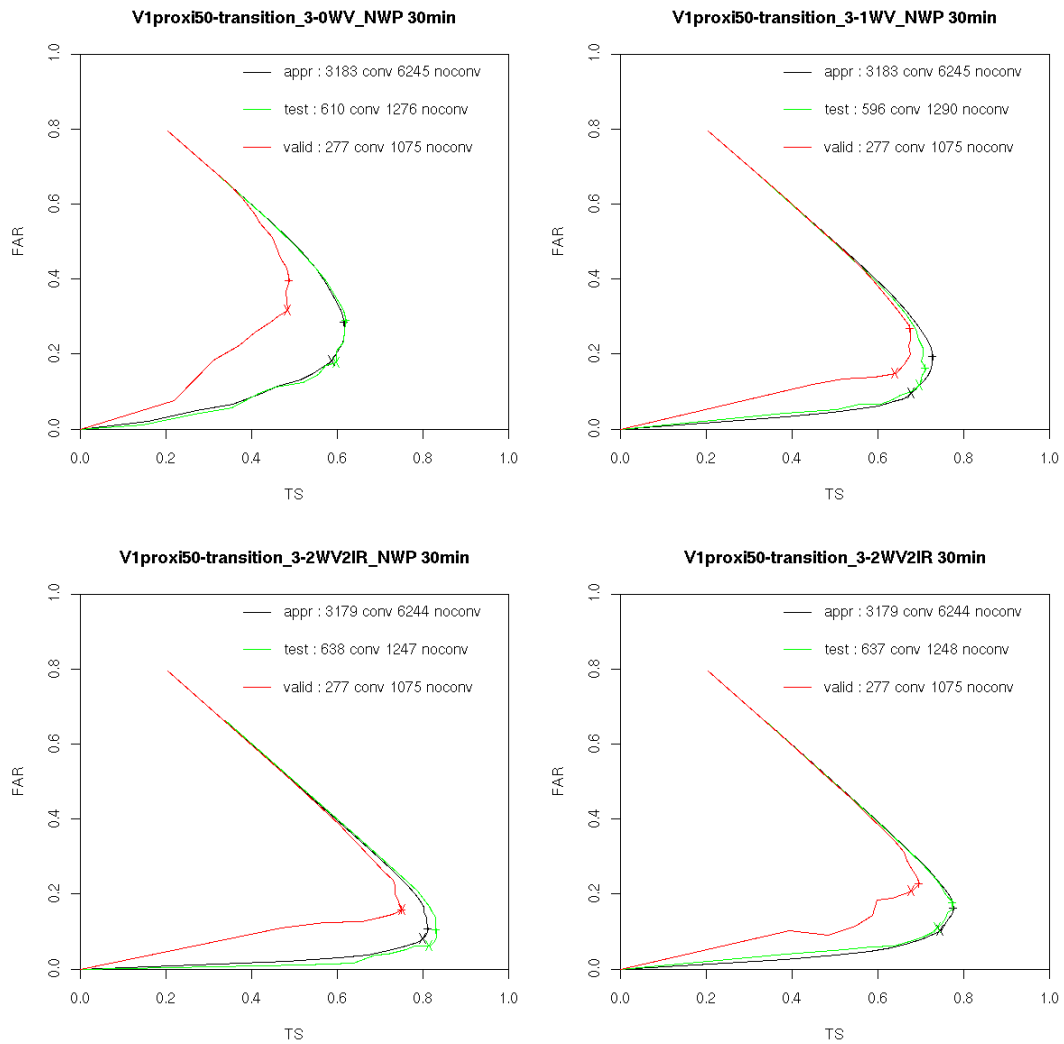 V1proxi50-transition_3-0WV_NWP 30min
appr : 3183 conv 6245 noconv
test : 610 conv 1276 noconv
valid : 277 conv 1075 noconv
FAR
1.0
0.8
0.6
0.4
0.2
0.0
0.0 0.2 0.4 0.6 0.8 1.0
TS
V1proxi50-transition_3-1WV_NWP 30min
appr : 3183 conv 6245 noconv
test : 596 conv 1290 noconv
valid : 277 conv 1075 noconv
FAR
1.0
0.8
0.6
0.4
0.2
0.0
0.0 0.2 0.4 0.6 0.8 1.0
TS
V1proxi50-transition_3-2WV2IR_NWP 30min
appr : 3179 conv 6244 noconv
test : 638 conv 1247 noconv
valid : 277 conv 1075 noconv
FAR
1.0
0.8
0.6
0.4
0.2
0.0
0.0 0.2 0.4 0.6 0.8 1.0
TS
V1proxi50-transition_3-2WV2IR 30min
appr : 3179 conv 6244 noconv
test : 637 conv 1248 noconv
valid : 277 conv 1075 noconv
FAR
1.0
0.8
0.6
0.4
0.2
0.0
0.0 0.2 0.4 0.6 0.8 1.0
TS